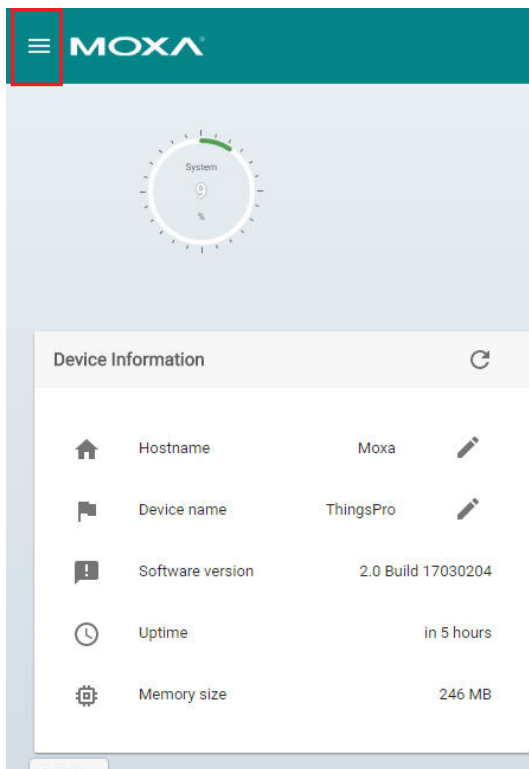 MOXA®
System
9
%
Device Information
Hostname Moxa
Device name ThingsPro
Software version 2.0 Build 17030204
Uptime in 5 hours
Memory size 246 MB